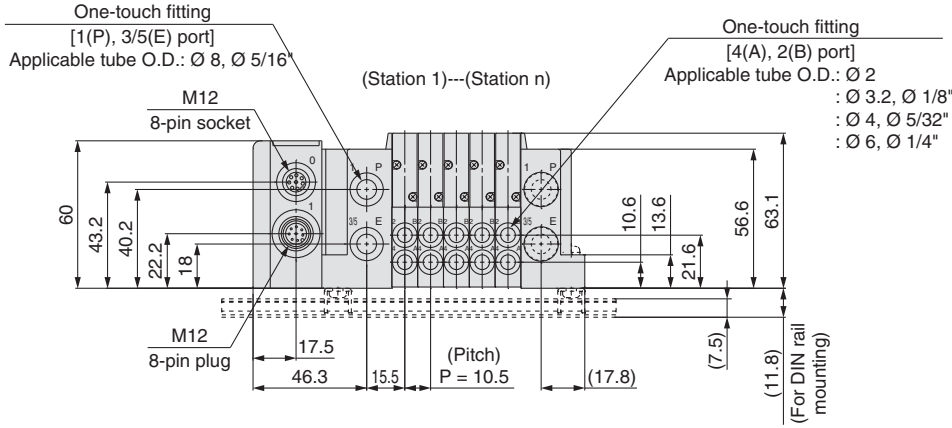 One-touch fitting
[1(P), 3/5(E) port]
Applicable tube O.D.: Ø 8, Ø 5/16"
One-touch fitting
[4(A), 2(B) port]
Applicable tube O.D.: Ø 2
: Ø 3.2, Ø 1/8"
: Ø 4, Ø 5/32"
: Ø 6, Ø 1/4"
(Station 1)---(Station n)
M12
8-pin socket
0
1
1 P
3/5 E
1 P
3/5 E
60
43.2
40.2
22.2
18
10.6
13.6
21.6
56.6
63.1
M12
8-pin plug
17.5
46.3
15.5
(Pitch)
P = 10.5
(17.8)
(7.5)
(11.8)
(For DIN rail
mounting)